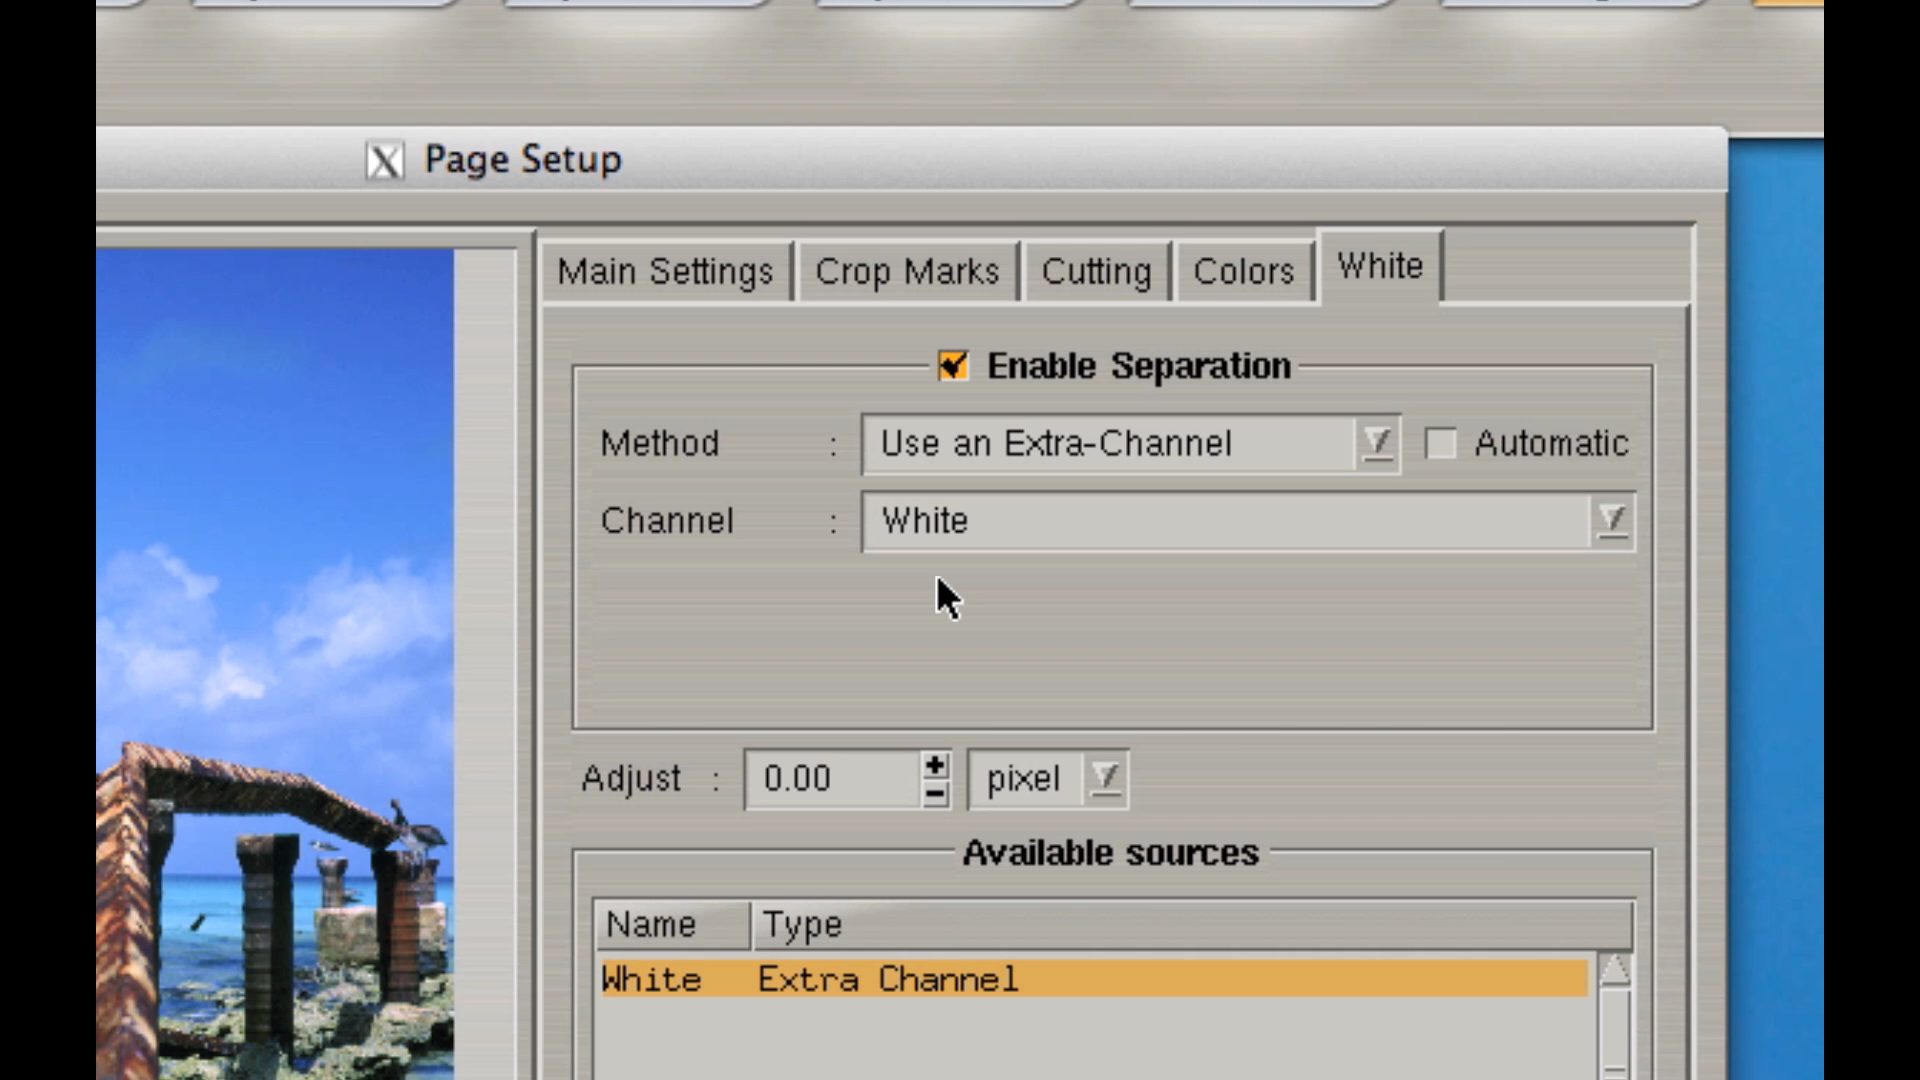 Page Setup
Main Settings Crop Marks Cutting Colors White
Enable Separation
Method : Use an Extra-Channel Automatic
Channel : White
Adjust : 0.00 pixel
Available sources
Name Type
White Extra Channel